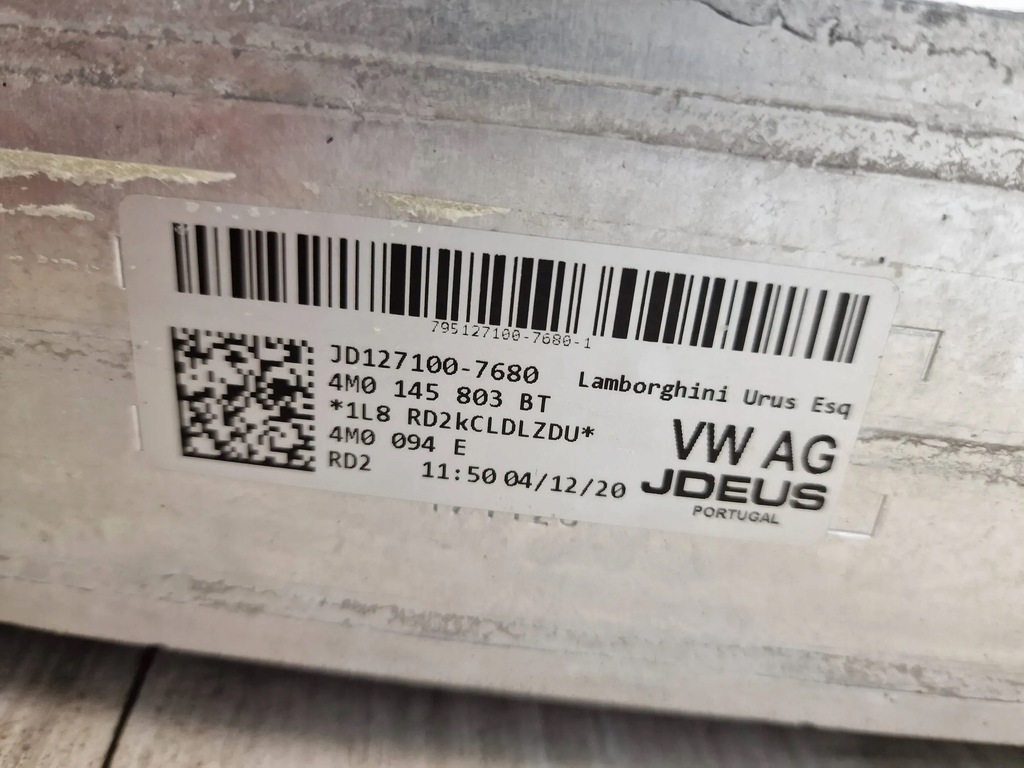 795127100-7680-1
JD127100-7680
Lamborghini Urus Esq
4M0 145 803 BT
*1L8 RD2kCLDLZDU*
4M0 094 E
RD2 11:50 04/12/20
VW AG
JDEUS
PORTUGAL